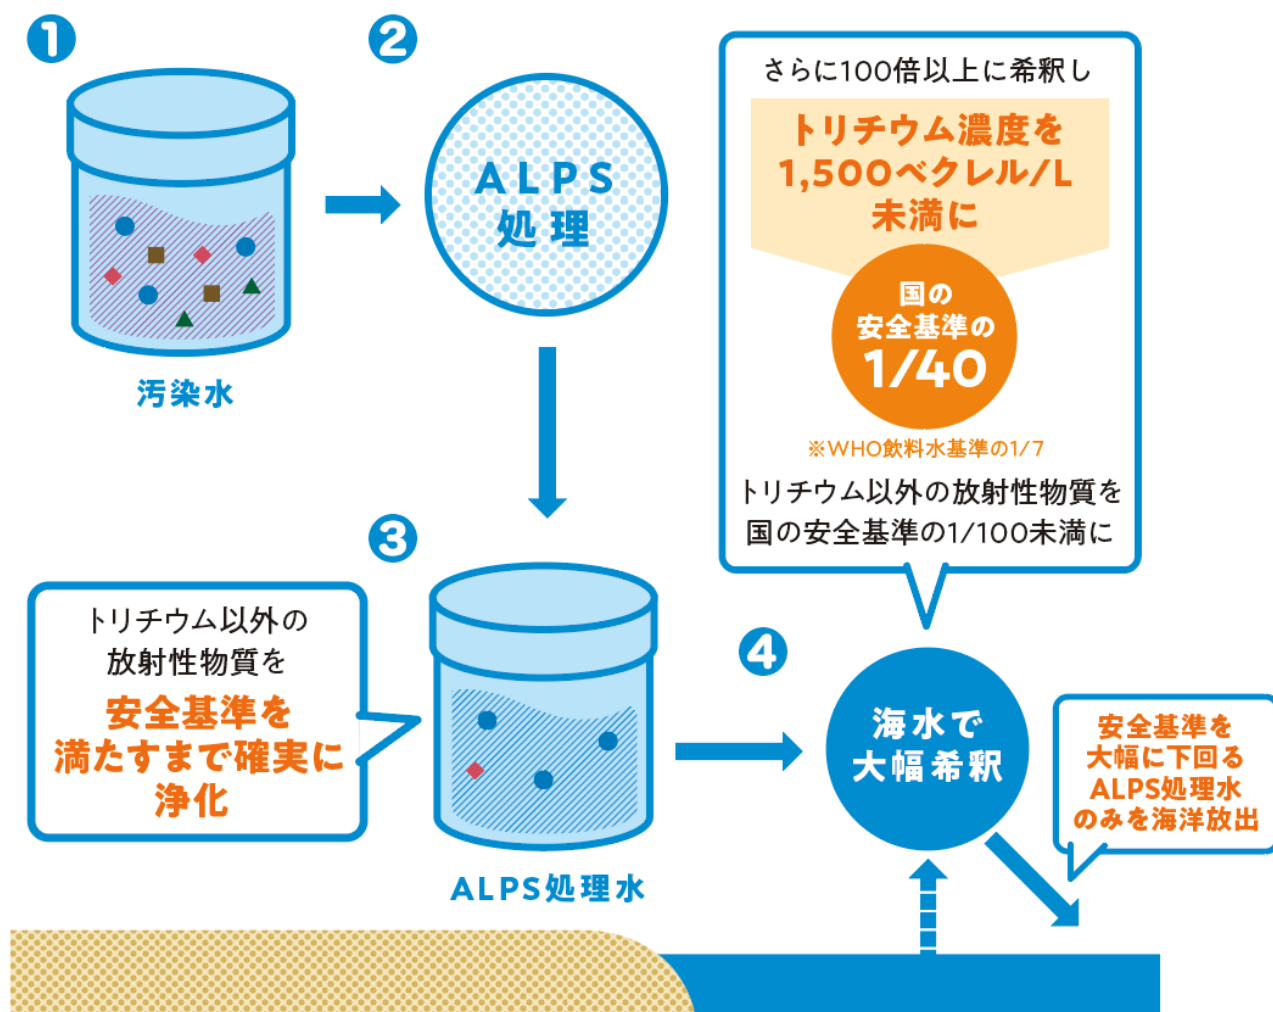 1
汚染水
2
ALPS
処理
3
トリチウム以外の
放射性物質を
安全基準を
満たすまで確実に
浄化
ALPS処理水
4
海水で
大幅希釈
さらに100倍以上に希釈し
トリチウム濃度を
1,500ベクレル/L
未満に
国の
安全基準の
1/40
※WHO飲料水基準の1/7
トリチウム以外の放射性物質を
国の安全基準の1/100未満に
安全基準を
大幅に下回る
ALPS処理水
のみを海洋放出